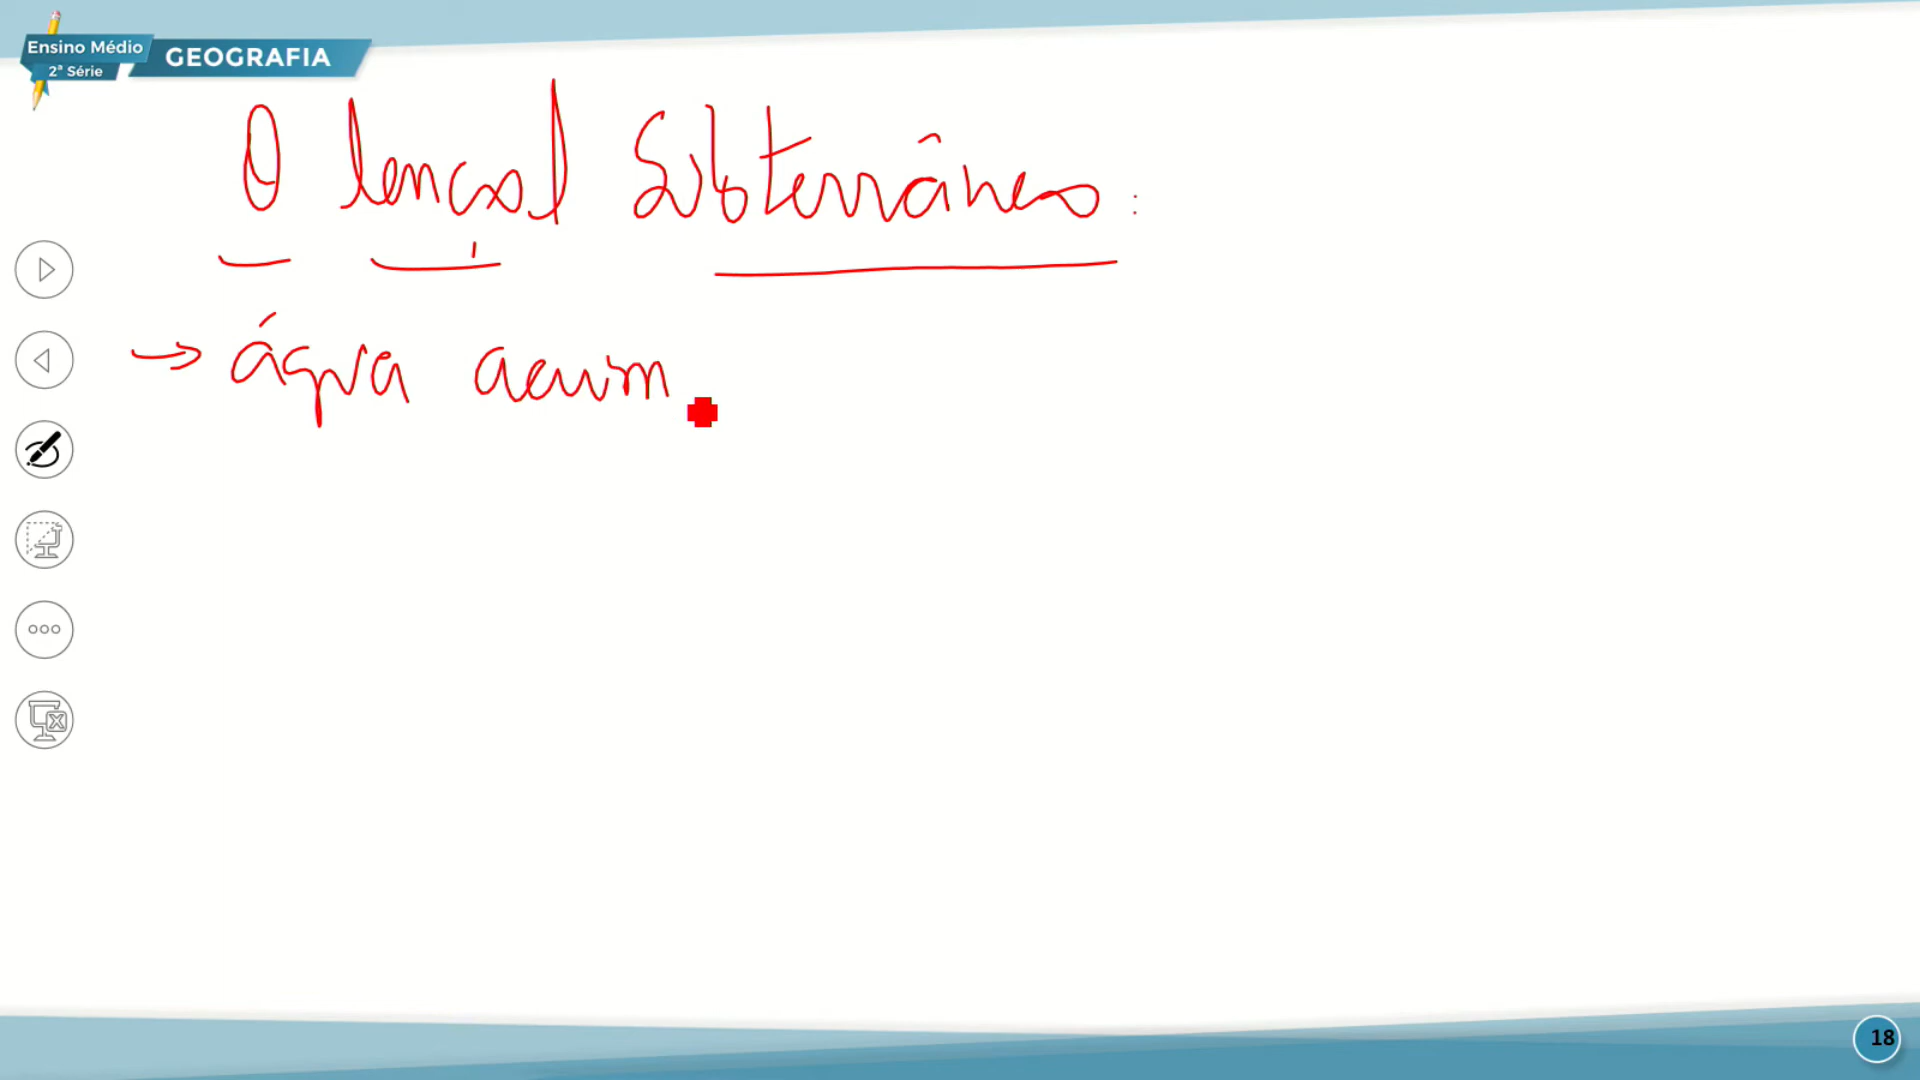 Ensino Médio
2ª Série
GEOGRAFIA
O lençol Subterrâneo:
→ água acum
18